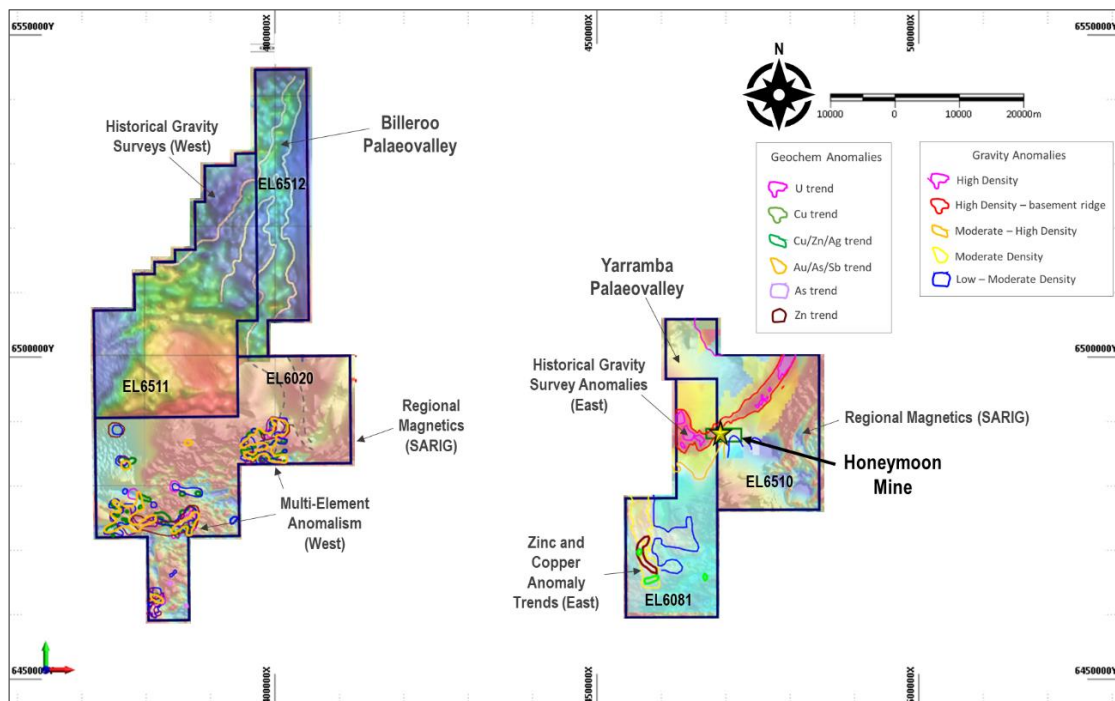 6550000Y
400000X
450000X
500000X
6550000Y
N
10000 0 10000 20000m
Historical Gravity
Surveys (West)
Billeroo
Palaeovalley
EL6512
Geochem Anomalies
U trend
Cu trend
Cu/Zn/Ag trend
Au/As/Sb trend
As trend
Zn trend
Gravity Anomalies
High Density
High Density – basement ridge
Moderate – High Density
Moderate Density
Low – Moderate Density
Yarramba
Palaeovalley
6500000Y
6500000Y
EL6511
EL6020
Regional
Magnetics
(SARIG)
Historical Gravity
Survey Anomalies
(East)
Regional Magnetics (SARIG)
Honeymoon
Mine
EL6510
Multi-Element
Anomalism
(West)
Zinc and
Copper
Anomaly
Trends (East)
EL6081
6450000Y
400000X
450000X
6450000Y